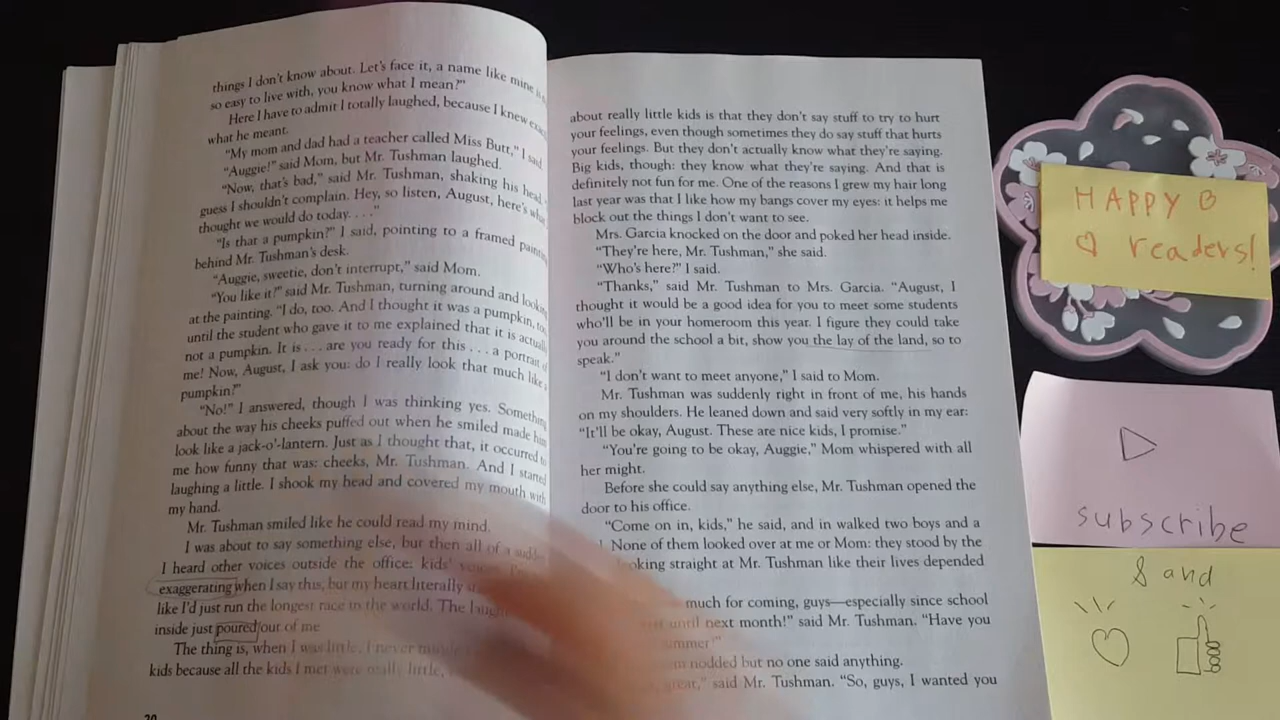 things I don't know about. Let's face it, a name like mine is
so easy to live with, you know what I mean?"
Here I have to admit I totally laughed, because I knew
what he meant.
"My mom and dad had a teacher called Miss Butt," I said.
"Auggie!" said Mom, but Mr. Tushman laughed.
"Now, that's bad," said Mr. Tushman, shaking his head.
guess I shouldn't complain. Hey, so listen, August, here's what
thought we would do today. . . ."
"Is that a pumpkin?" I said, pointing to a framed
behind Mr. Tushman's desk.
"Auggie, sweetie, don't interrupt," said Mom.
"You like it?" said Mr. Tushman, turning around and
at the painting. "I do, too. And I thought it was a pumpkin,
until the student who gave it to me explained that it is
not a pumpkin. It is . . . are you ready for this . . . a portrait
me! Now, August, I ask you: do I really look that much like
pumpkin?"
"No!" I answered, though I was thinking yes.
about the way his cheeks puffed out when he smiled made him
look like a jack-o'-lantern. Just as I thought that, it occurred
me how funny that was: cheeks, Mr. Tushman. And I started
laughing a little. I shook my head and covered my mouth with
my hand.
Mr. Tushman smiled like he could read my mind.
I was about to say something else, but then all of a
I heard other voices outside the office: kids'
exaggerating when I say this, but my heart literally
like I'd just run the longest race in the world. The
inside just poured out of me
The thing is, when I was little, I never
kids because all the kids I met were really little,
20
about really little kids is that they don't say stuff to try to hurt
your feelings, even though sometimes they do say stuff that hurts
your feelings. But they don't actually know what they're saying.
Big kids, though: they know what they're saying. And that is
definitely not fun for me. One of the reasons I grew my hair long
last year was that I like how my bangs cover my eyes: it helps me
block out the things I don't want to see.
Mrs. Garcia knocked on the door and poked her head inside.
"They're here, Mr. Tushman," she said.
"Who's here?" I said.
"Thanks," said Mr. Tushman to Mrs. Garcia. "August, I
thought it would be a good idea for you to meet some students
who'll be in your homeroom this year. I figure they could take
you around the school a bit, show you the lay of the land, so to
speak."
"I don't want to meet anyone," I said to Mom.
Mr. Tushman was suddenly right in front of me, his hands
on my shoulders. He leaned down and said very softly in my ear:
"It'll be okay, August. These are nice kids, I promise."
"You're going to be okay, Auggie," Mom whispered with all
her might.
Before she could say anything else, Mr. Tushman opened the
door to his office.
"Come on in, kids," he said, and in walked two boys and a
None of them looked over at me or Mom: they stood by the
straight at Mr. Tushman like their lives depended
much for coming, guys—especially since school
until next month!" said Mr. Tushman. "Have you
nodded but no one said anything.
said Mr. Tushman. "So, guys, I wanted you
HAPPY
readers!
subscribe
& and